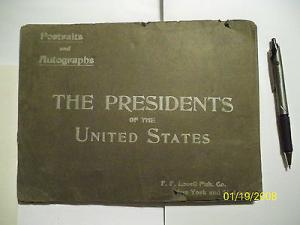 Portraits
and
Autographs
THE PRESIDENTS
OF THE
UNITED STATES
F. F. Lovell Pub. Co.
New York and
01/19/2008